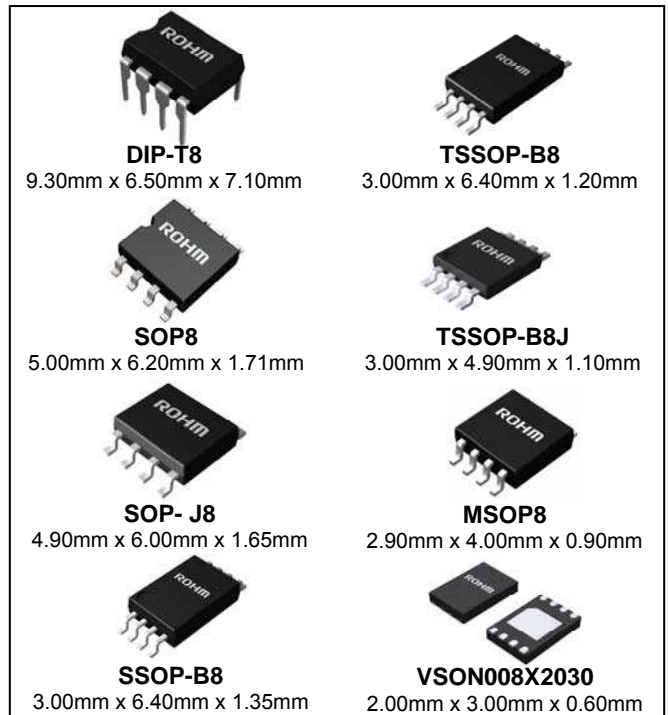 ROHM
DIP-T8
9.30mm x 6.50mm x 7.10mm
ROHM
TSSOP-B8
3.00mm x 6.40mm x 1.20mm
ROHM
SOP8
5.00mm x 6.20mm x 1.71mm
ROHM
TSSOP-B8J
3.00mm x 4.90mm x 1.10mm
ROHM
SOP- J8
4.90mm x 6.00mm x 1.65mm
ROHM
MSOP8
2.90mm x 4.00mm x 0.90mm
ROHM
SSOP-B8
3.00mm x 6.40mm x 1.35mm
ROHM
VSON008X2030
2.00mm x 3.00mm x 0.60mm